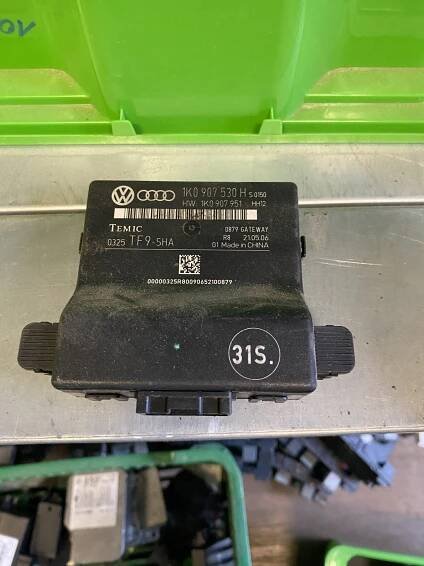 1K0 907 530 H S 0150
HW: 1K0 907 951 HH12
TEMIC 0879 GATEWAY
R8 21.05.06
0325 TF9-5HA 01 Made in CHINA
00000325R80090652100879
31S.